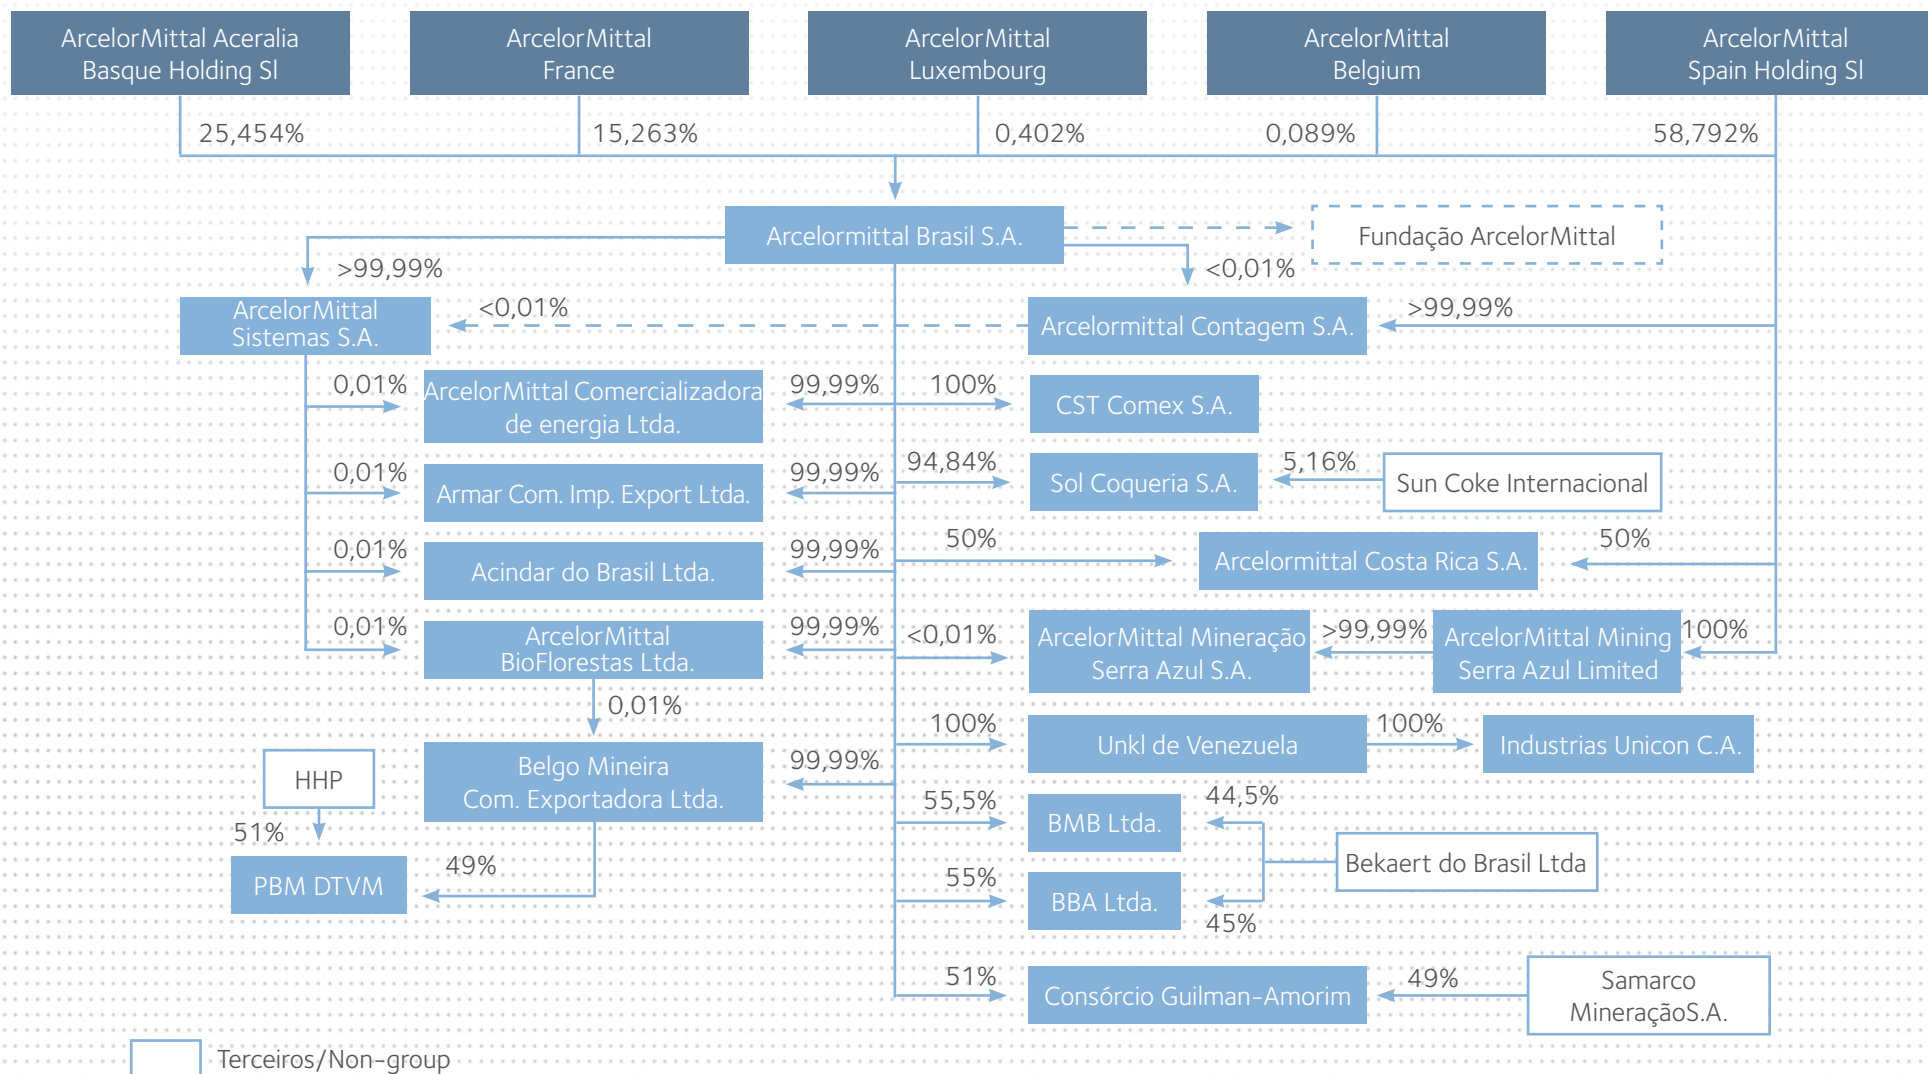 ArcelorMittal Aceralia
Basque Holding Sl
ArcelorMittal
France
ArcelorMittal
Luxembourg
ArcelorMittal
Belgium
ArcelorMittal
Spain Holding Sl
25,454%
15,263%
0,402%
0,089%
58,792%
Arcelormittal Brasil S.A.
Fundação ArcelorMittal
>99,99%
<0,01%
ArcelorMittal
Sistemas S.A.
<0,01%
Arcelormittal Contagem S.A.
>99,99%
0,01%
ArcelorMittal Comercializadora
de energia Ltda.
99,99%
100%
CST Comex S.A.
0,01%
Armar Com. Imp. Export Ltda.
99,99%
94,84%
Sol Coqueria S.A.
5,16%
Sun Coke Internacional
0,01%
Acindar do Brasil Ltda.
99,99%
50%
Arcelormittal Costa Rica S.A.
50%
0,01%
ArcelorMittal
BioFlorestas Ltda.
99,99%
<0,01%
ArcelorMittal Mineração
Serra Azul S.A.
>99,99%
ArcelorMittal Mining
Serra Azul Limited
100%
0,01%
100%
Unkl de Venezuela
100%
Industrias Unicon C.A.
HHP
Belgo Mineira
Com. Exportadora Ltda.
99,99%
55,5%
BMB Ltda.
44,5%
51%
PBM DTVM
49%
Bekaert do Brasil Ltda
55%
BBA Ltda.
45%
51%
Consórcio Guilman-Amorim
49%
Samarco
MineraçãoS.A.
Terceiros/Non-group